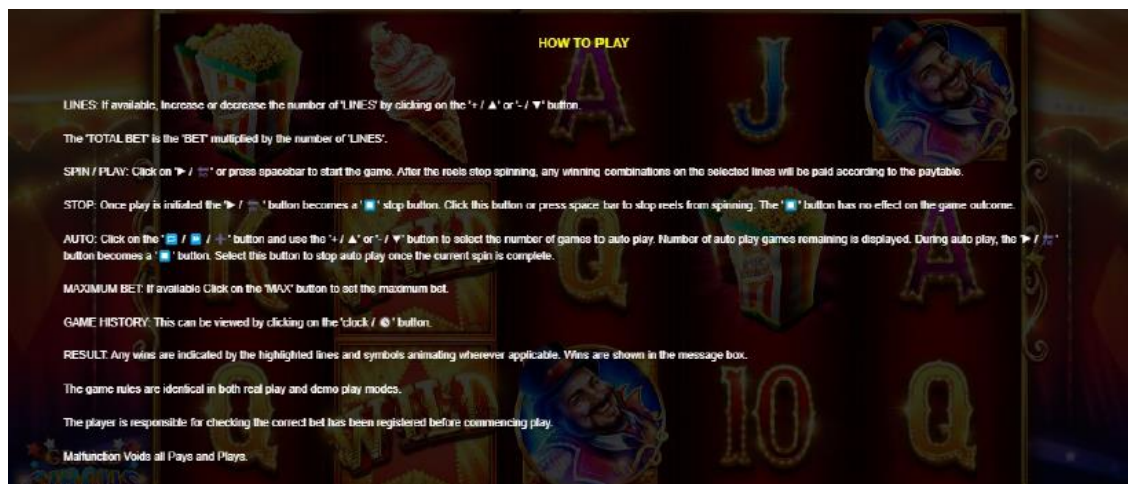 HOW TO PLAY
LINES: If available, Increase or decrease the number of 'LINES' by clicking on the '+ / ▲' or '- / ▼' button.
The 'TOTAL BET' is the 'BET' multiplied by the number of 'LINES'.
SPIN / PLAY: Click on '▶ / ' or press spacebar to start the game. After the reels stop spinning, any winning combinations on the selected lines will be paid according to the paytable.
STOP: Once play is initiated the '▶ / ' button becomes a '⏹' stop button. Click this button or press space bar to stop reels from spinning. The '⏹' button has no effect on the game outcome.
AUTO: Click on the ' / / +' button and use the '+ / ▲' or '- / ▼' button to select the number of games to auto play. Number of auto play games remaining is displayed. During auto play, the '▶ / '
button becomes a '⏹' button. Select this button to stop auto play once the current spin is complete.
MAXIMUM BET: If available Click on the 'MAX' button to set the maximum bet.
GAME HISTORY: This can be viewed by clicking on the 'clock / ' button.
RESULT: Any wins are indicated by the highlighted lines and symbols animating wherever applicable. Wins are shown in the message box.
The game rules are identical in both real play and demo play modes.
The player is responsible for checking the correct bet has been registered before commencing play.
Malfunction Voids all Pays and Plays.
A
J
WILD
Q
A
Q
WILD
10
Q